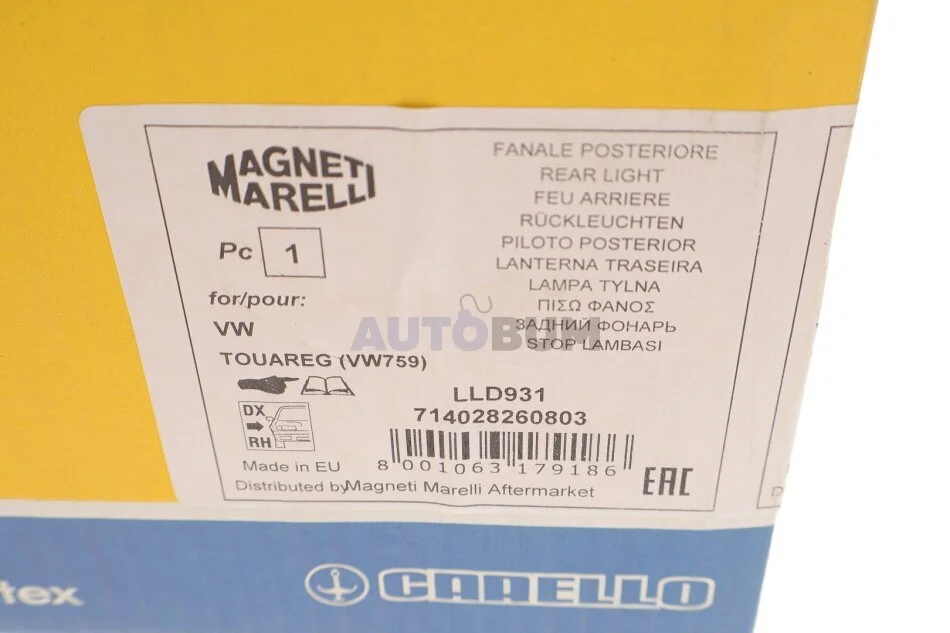 MAGNETI
MARELLI
Pc 1
for/pour:
VW
TOUAREG (VW759)
DX
RH
Made in EU
Distributed by Magneti Marelli Aftermarket
FANALE POSTERIORE
REAR LIGHT
FEU ARRIERE
RÜCKLEUCHTEN
PILOTO POSTERIOR
LANTERNA TRASEIRA
LAMPA TYLNA
ΠΙΣΩ ΦΑΝΟΣ
ЗАДНИЙ ФОНАРЬ
STOP LAMBASI
LLD931
714028260803
8 001063 179186
EAC
AUTOBUM
tex
CARELLO